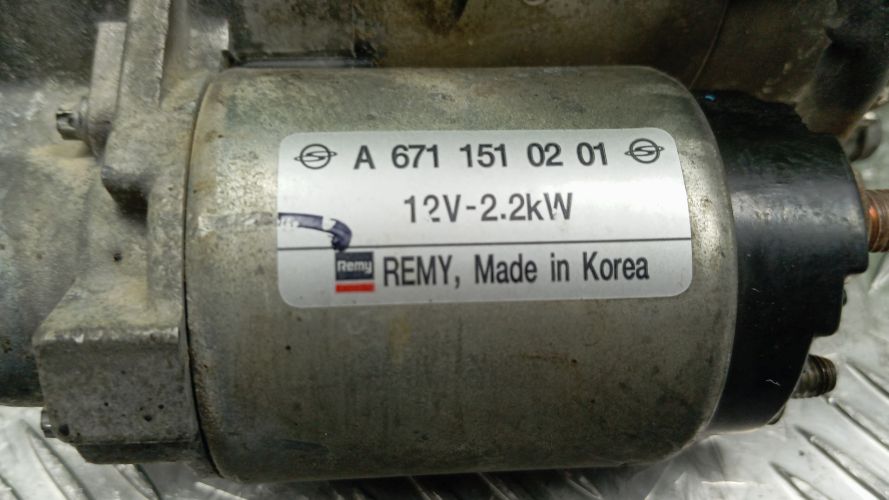 A 671 151 02 01
12V-2.2kW
Remy REMY, Made in Korea